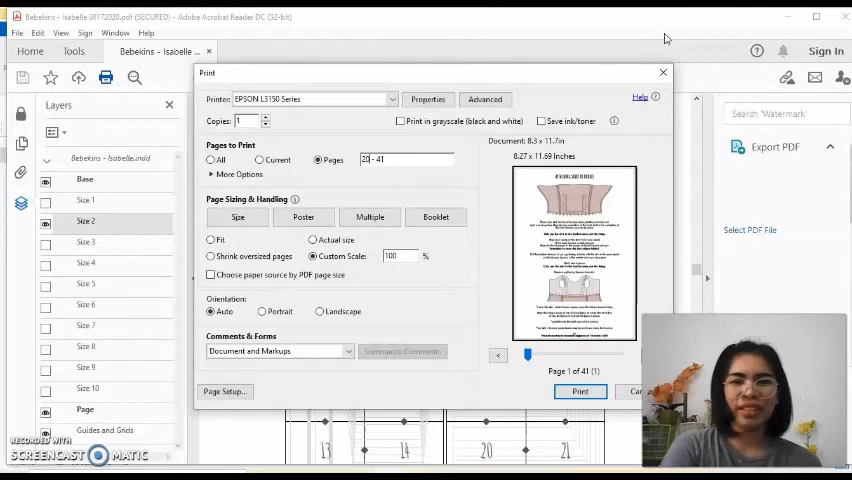 Bebekins - Isabelle 08172020.pdf (SECURED) - Adobe Acrobat Reader DC (32-bit)
File Edit View Sign Window Help
Home Tools Bebekins - Isabelle ... × Sign In
Layers
Bebekins - Isabelle.indd
Base
Size 1
Size 2
Size 3
Size 4
Size 5
Size 6
Size 7
Size 8
Size 9
Size 10
Page
Guides and Grids
Print
Printer: EPSON L3150 Series Properties Advanced Help
Copies: 1 Print in grayscale (black and white) Save ink/toner
Pages to Print
All Current Pages 20 - 41
More Options
Page Sizing & Handling
Size Poster Multiple Booklet
Fit Actual size
Shrink oversized pages Custom Scale: 100 %
Choose paper source by PDF page size
Orientation:
Auto Portrait Landscape
Comments & Forms
Document and Markups Summarize Comments
Page Setup...
Document: 8.3 x 11.7in
8.27 x 11.69 Inches
<
Page 1 of 41 (1)
Print
Search 'Watermark'
Export PDF
Select PDF File
13 14 20 21
RECORDED WITH
SCREENCAST MATIC